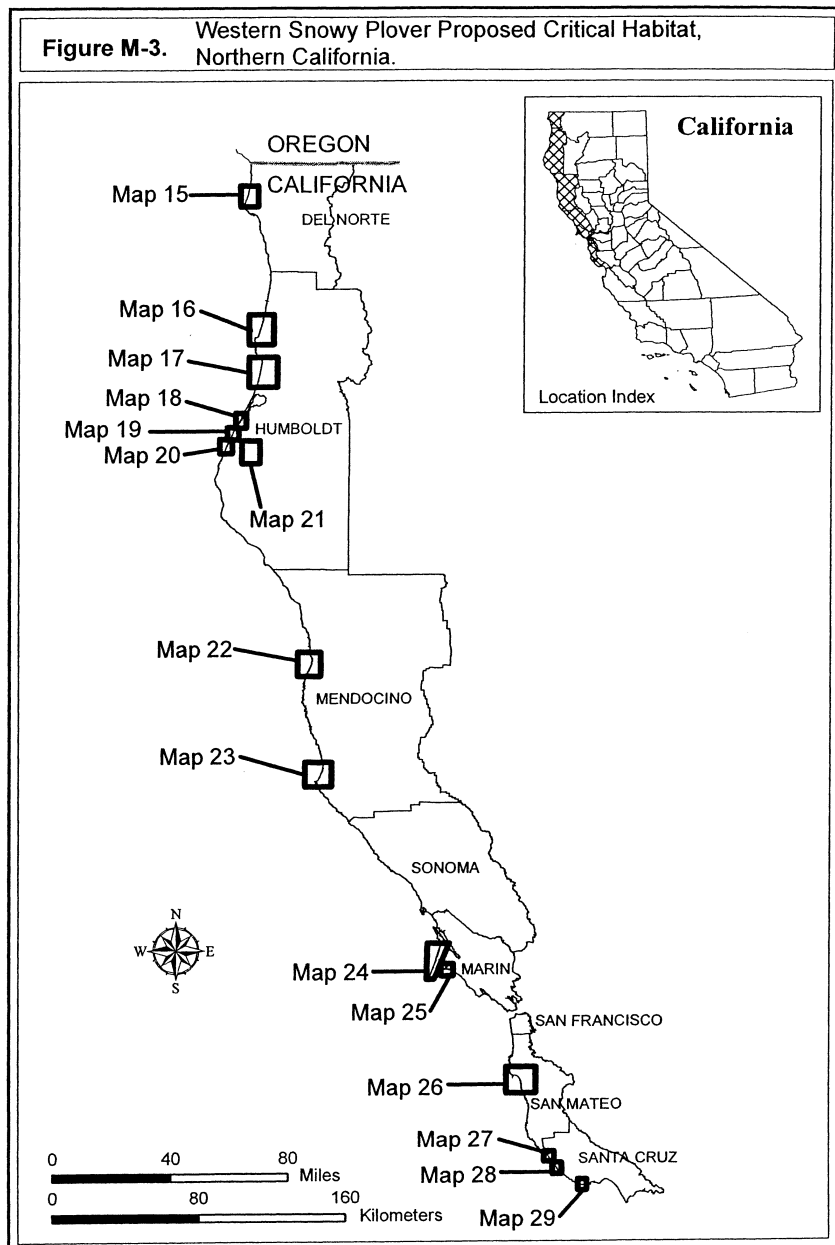 Figure M-3.
Western Snowy Plover Proposed Critical Habitat,
Northern California.
California
Location Index
OREGON
CALIFORNIA
Map 15
DEL NORTE
Map 16
Map 17
Map 18
Map 19
HUMBOLDT
Map 20
Map 21
Map 22
MENDOCINO
Map 23
SONOMA
N
W
E
S
Map 24
MARIN
Map 25
SAN FRANCISCO
Map 26
SAN MATEO
Map 27
SANTA CRUZ
Map 28
Map 29
0 40 80
Miles
0 80 160
Kilometers